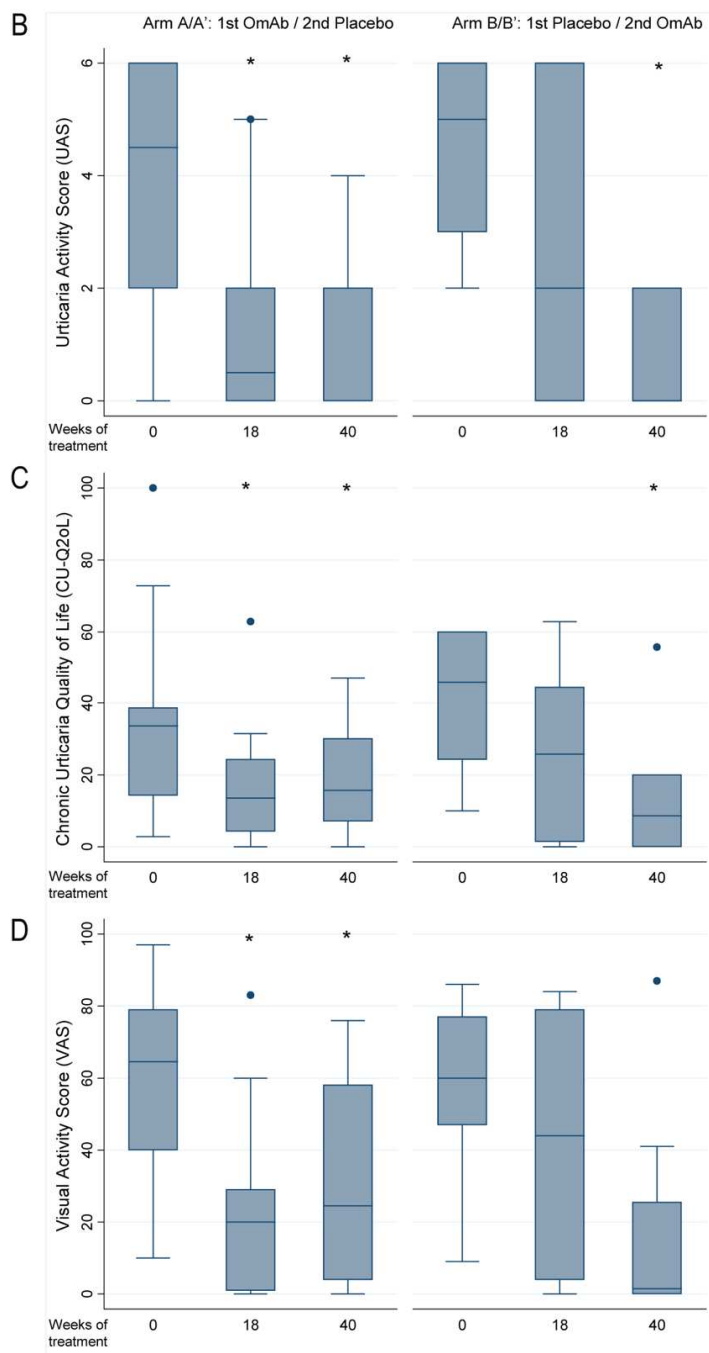 B
Arm A/A': 1st OmAb / 2nd Placebo
Arm B/B': 1st Placebo / 2nd OmAb
Urticaria Activity Score (UAS)
6
4
2
0
* *
*
Weeks of
treatment
0 18 40
0 18 40
C
Chronic Urticaria Quality of Life (CU-Q2oL)
100
80
60
40
20
0
* *
*
Weeks of
treatment
0 18 40
0 18 40
D
Visual Activity Score (VAS)
100
80
60
40
20
0
* *
Weeks of
treatment
0 18 40
0 18 40